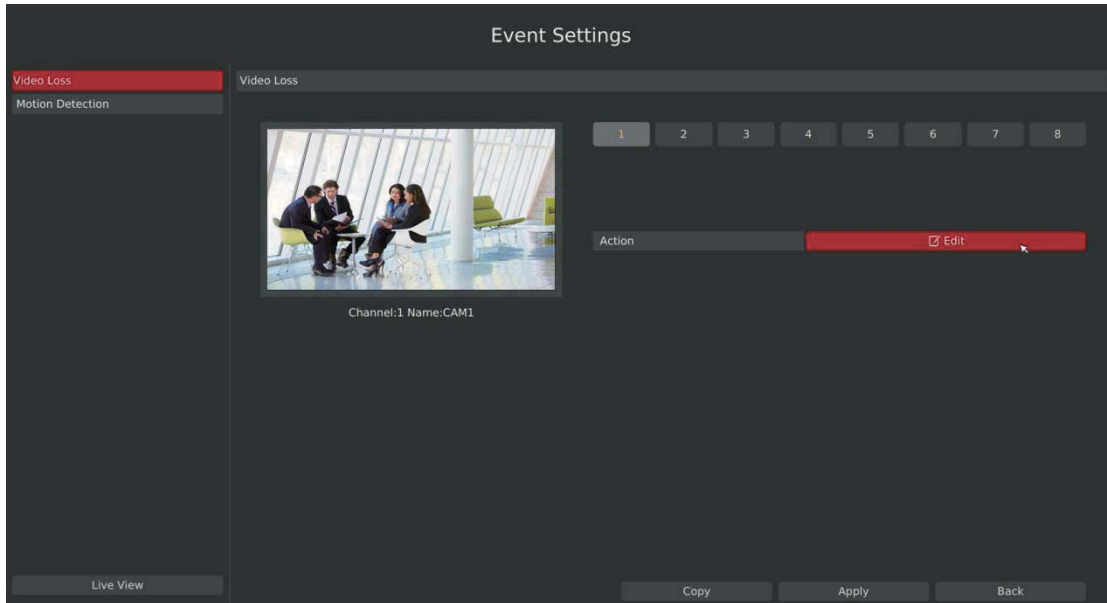 Event Settings
Video Loss
Motion Detection
Video Loss
1 2 3 4 5 6 7 8
Action Edit
Channel:1 Name:CAM1
Live View
Copy Apply Back